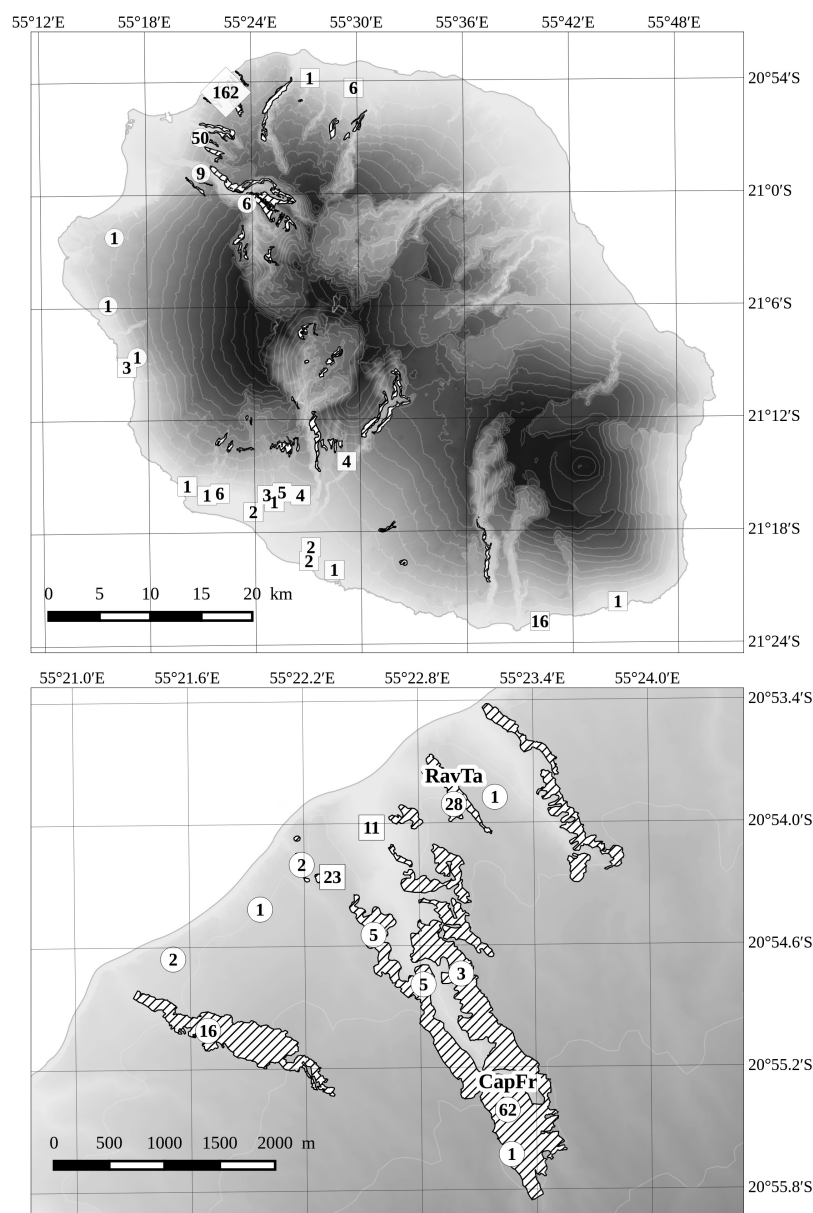 55°12'E 55°18'E 55°24'E 55°30'E 55°36'E 55°42'E 55°48'E
1
20°54'S
162
6
50
9
21°0'S
6
1
1
21°6'S
1
3
21°12'S
4
1
1 6
3 5 4
1
2
21°18'S
2
2
1
0 5 10 15 20 km
1
16
21°24'S
55°21.0'E 55°21.6'E 55°22.2'E 55°22.8'E 55°23.4'E 55°24.0'E
20°53.4'S
RavTa
1
28
20°54.0'S
11
2
23
1
5
20°54.6'S
2
3
5
16
20°55.2'S
CapFr
62
0 500 1000 1500 2000 m
1
20°55.8'S